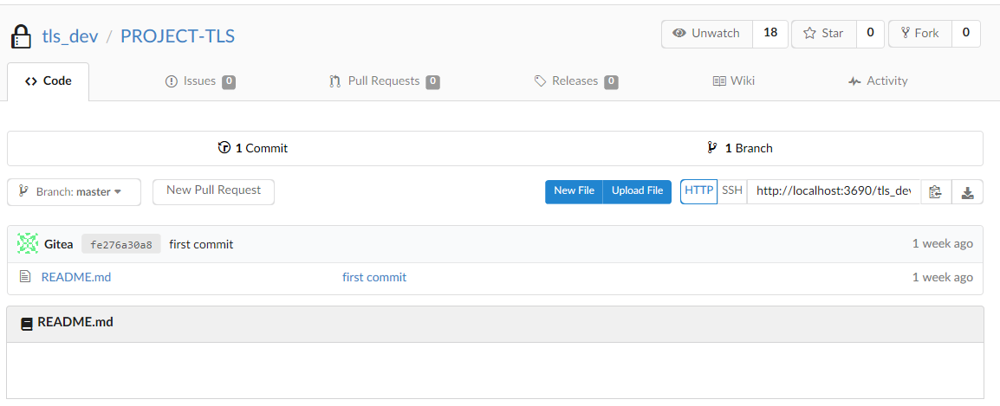 tls_dev / PROJECT-TLS
Unwatch 18 Star 0 Fork 0
Code Issues 0 Pull Requests 0 Releases 0 Wiki Activity
1 Commit 1 Branch
Branch: master New Pull Request New File Upload File HTTP SSH http://localhost:3690/tls_dev
Gitea fe276a30a8 first commit 1 week ago
README.md first commit 1 week ago
README.md